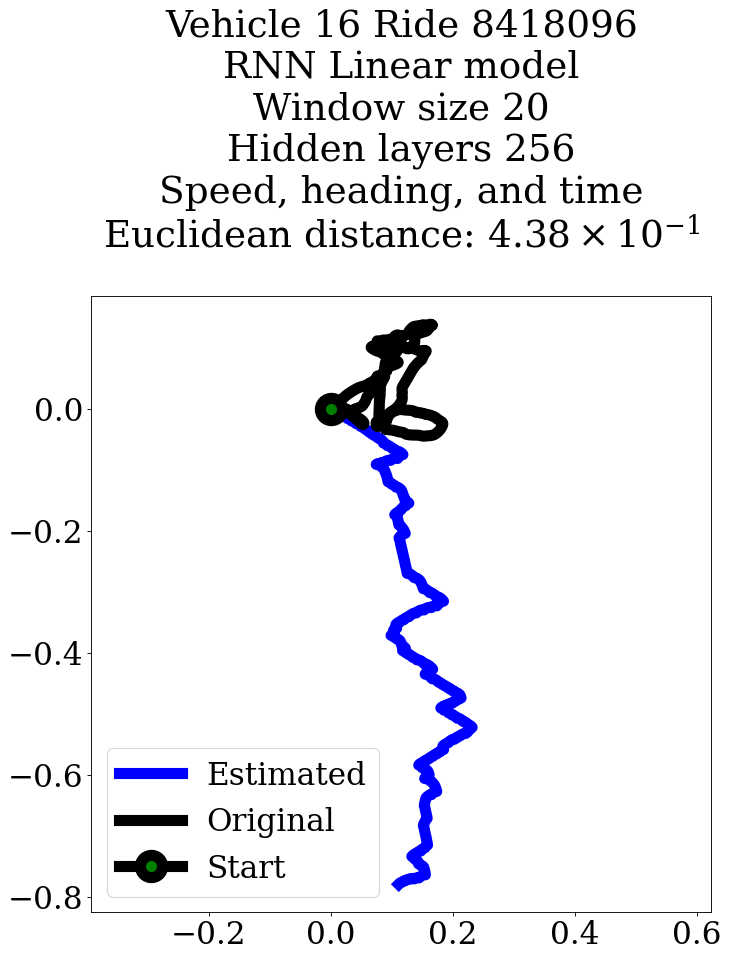 Vehicle 16 Ride 8418096
RNN Linear model
Window size 20
Hidden layers 256
Speed, heading, and time
Euclidean distance: 4.38 × 10⁻¹
0.0
−0.2
−0.4
−0.6
−0.8
Estimated
Original
Start
−0.2 0.0 0.2 0.4 0.6